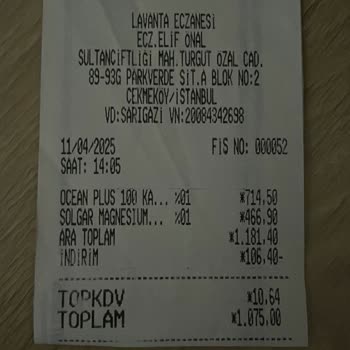 LAVANTA ECZANESİ
ECZ.ELİF ÖNAL
SULTANÇİFTLİĞİ MAH.TURGUT ÖZAL CAD.
89-93G PARKVERDE SİT.A BLOK NO:2
ÇEKMEKÖY/İSTANBUL
VD:SARIGAZİ VN:20084342698
11/04/2025 FİS NO: 000052
SAAT: 14:05
OCEAN PLUS 100 KA... %01 *714,50
SOLGAR MAGNESIUM... %01 *466,90
ARA TOPLAM *1.181,40
İNDİRİM *106,40-
TOPKDV *10,64
TOPLAM *1.075,00